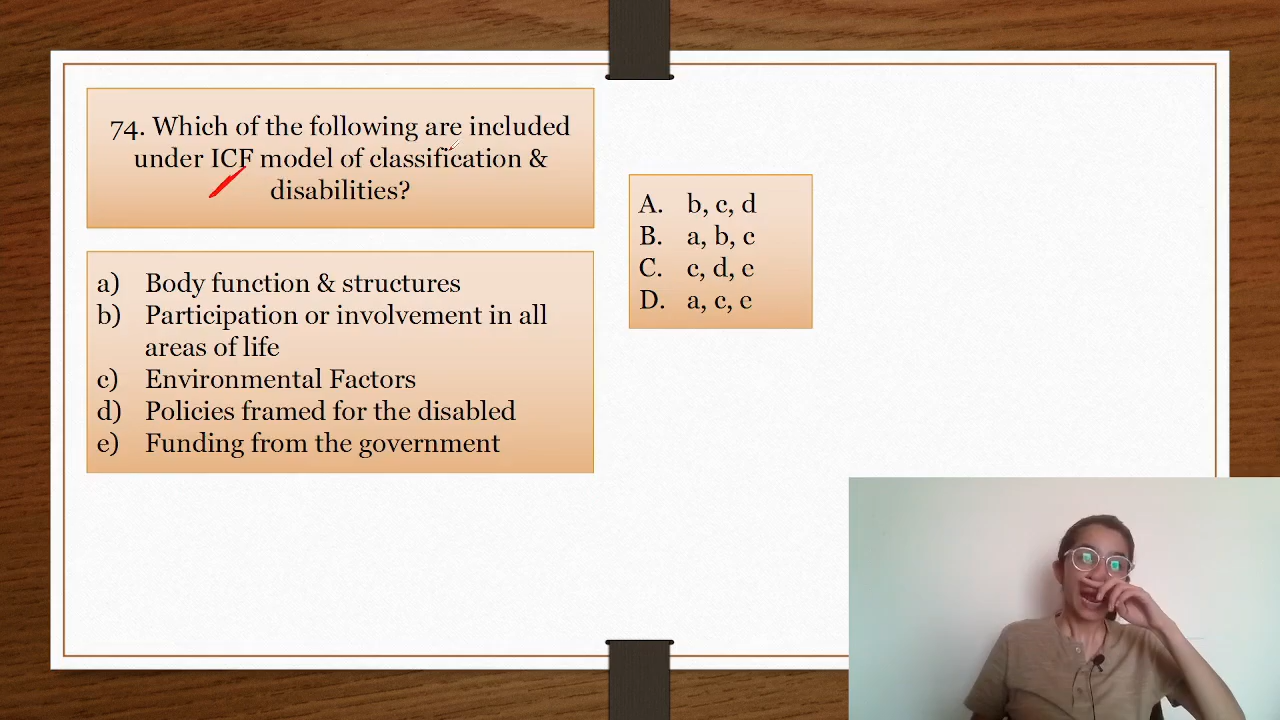 74. Which of the following are included
under ICF model of classification &
disabilities?
a) Body function & structures
b) Participation or involvement in all
areas of life
c) Environmental Factors
d) Policies framed for the disabled
e) Funding from the government
A. b, c, d
B. a, b, c
C. c, d, e
D. a, c, e